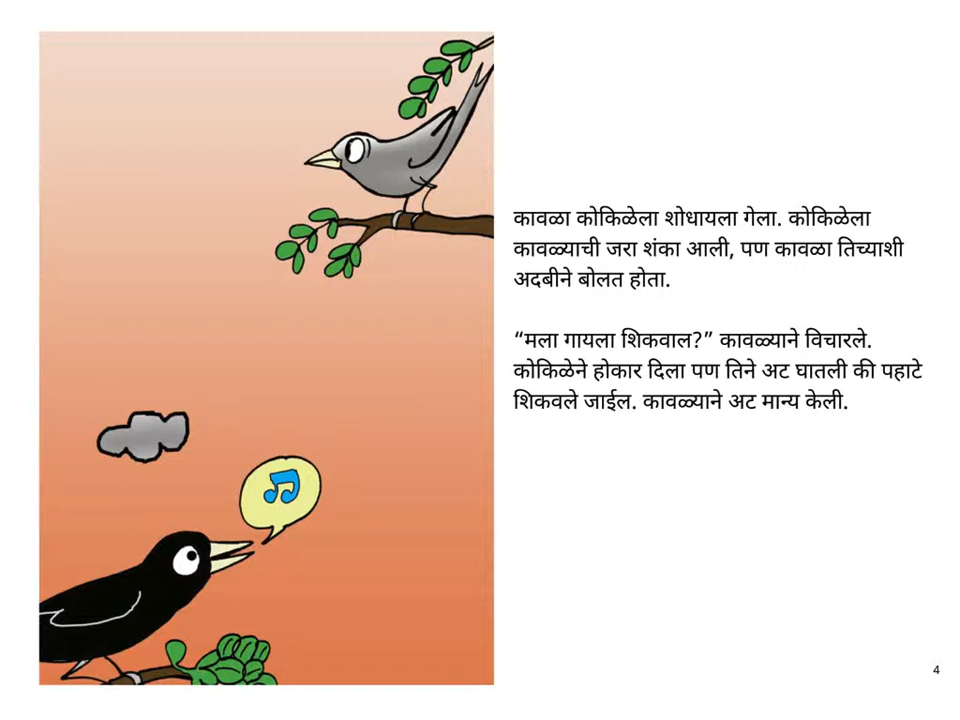 कावळा कोकिळेला शोधायला गेला. कोकिळेला
कावळ्याची जरा शंका आली, पण कावळा तिच्याशी
अदबीने बोलत होता.
“मला गायला शिकवाल?” कावळ्याने विचारले.
कोकिळेने होकार दिला पण तिने अट घातली की पहाटे
शिकवले जाईल. कावळ्याने अट मान्य केली.
4